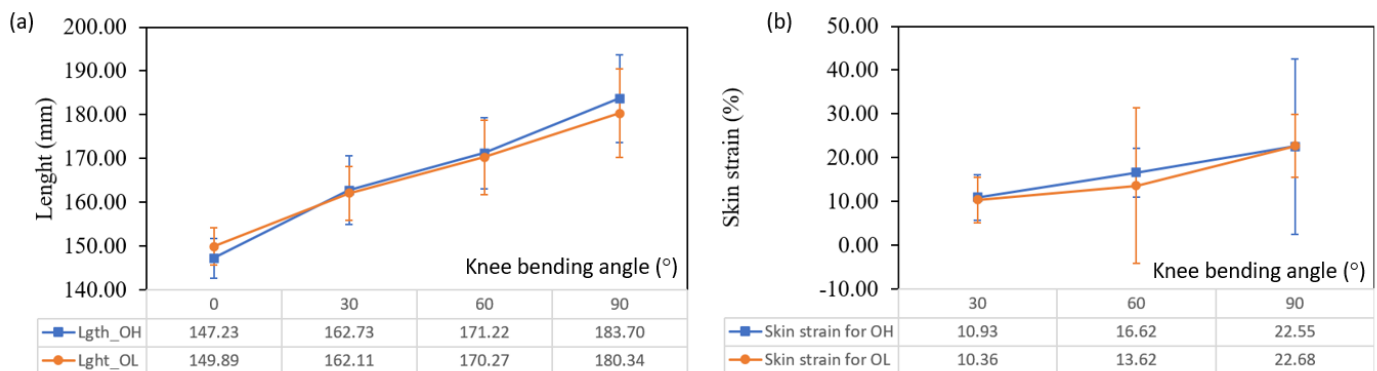 (a)
200.00
190.00
180.00
170.00
160.00
150.00
140.00
Lenght (mm)
Knee bending angle (°)
0 30 60 90
Lgth_OH 147.23 162.73 171.22 183.70
Lght_OL 149.89 162.11 170.27 180.34
(b)
50.00
40.00
30.00
20.00
10.00
0.00
-10.00
Skin strain (%)
Knee bending angle (°)
30 60 90
Skin strain for OH 10.93 16.62 22.55
Skin strain for OL 10.36 13.62 22.68